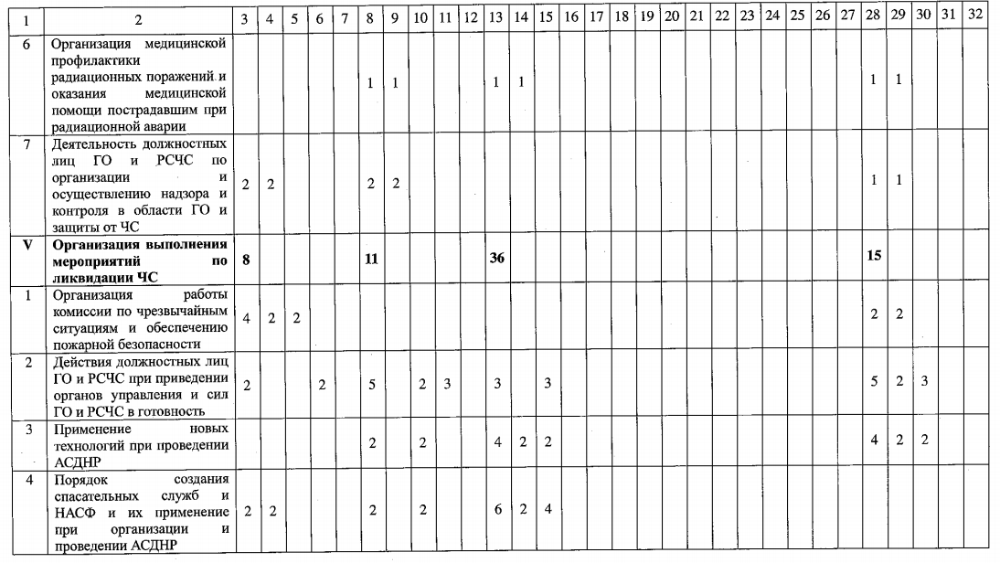 1 2 3 4 5 6 7 8 9 10 11 12 13 14 15 16 17 18 19 20 21 22 23 24 25 26 27 28 29 30 31 32
6 Организация медицинской
профилактики
радиационных поражений и
оказания медицинской
помощи пострадавшим при
радиационной аварии
1 1 1 1 1 1
7 Деятельность должностных
лиц ГО и РСЧС по
организации и
осуществлению надзора и
контроля в области ГО и
защиты от ЧС
2 2 2 2 1 1
V Организация выполнения
мероприятий по
ликвидации ЧС
8 11 36 15
1 Организация работы
комиссии по чрезвычайным
ситуациям и обеспечению
пожарной безопасности
4 2 2 2 2
2 Действия должностных лиц
ГО и РСЧС при приведении
органов управления и сил
ГО и РСЧС в готовность
2 2 5 2 3 3 3 5 2 3
3 Применение новых
технологий при проведении
АСДНР
2 2 4 2 2 4 2 2
4 Порядок создания
спасательных служб и
НАСФ и их применение
при организации и
проведении АСДНР
2 2 2 2 6 2 4